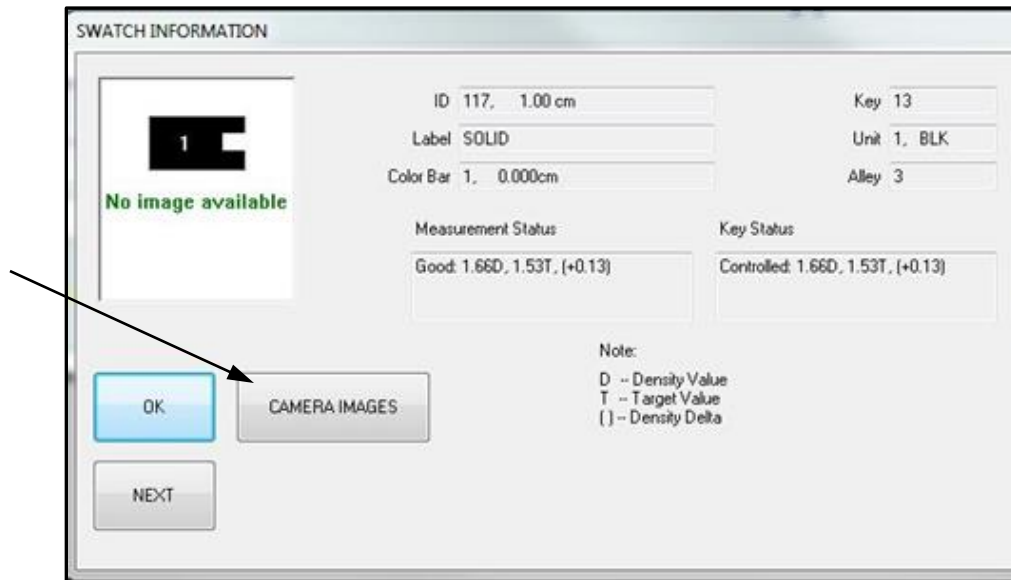 SWATCH INFORMATION
1
No image available
ID 117, 1.00 cm
Label SOLID
Color Bar 1, 0.000cm
Key 13
Unit 1, BLK
Alley 3
Measurement Status
Good: 1.66D, 1.53T, (+0.13)
Key Status
Controlled: 1.66D, 1.53T, (+0.13)
OK
CAMERA IMAGES
NEXT
Note:
D -- Density Value
T -- Target Value
( ) -- Density Delta